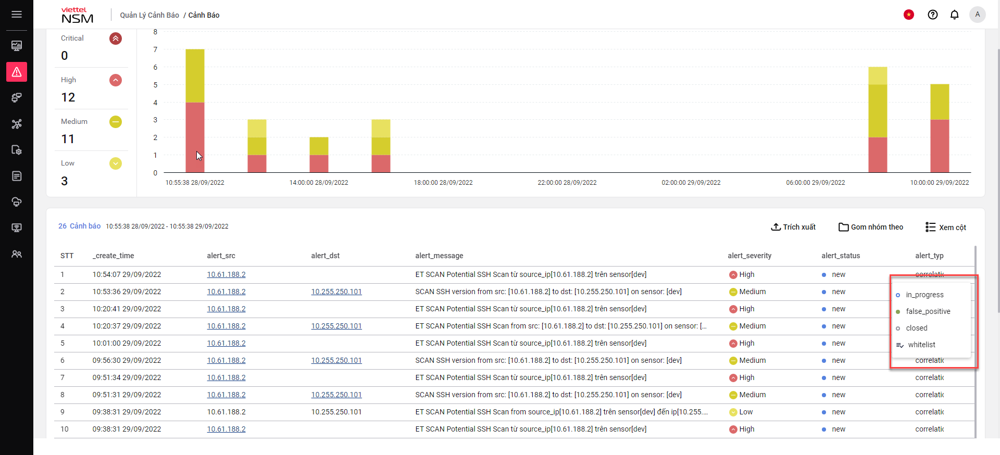 viettel
NSM
Quản Lý Cảnh Báo / Cảnh Báo
A
Critical
0
High
12
Medium
11
Low
3
8
7
6
5
4
3
2
1
0
10:55:38 28/09/2022 14:00:00 28/09/2022 18:00:00 28/09/2022 22:00:00 28/09/2022 02:00:00 29/09/2022 06:00:00 29/09/2022 10:00:00 29/09/2022
26 Cảnh báo 10:55:38 28/09/2022 - 10:55:38 29/09/2022
Trích xuất Gom nhóm theo Xem cột
STT _create_time alert_src alert_dst alert_message alert_severity alert_status alert_typ
1 10:54:07 29/09/2022 10.61.188.2 ET SCAN Potential SSH Scan từ source_ip[10.61.188.2] trên sensor[dev] High new correlatic
2 10:53:36 29/09/2022 10.61.188.2 10.255.250.101 SCAN SSH version from src: [10.61.188.2] to dst: [10.255.250.101] on sensor: [dev] Medium new
3 10:20:41 29/09/2022 10.61.188.2 ET SCAN Potential SSH Scan từ source_ip[10.61.188.2] trên sensor[dev] High new
4 10:20:37 29/09/2022 10.61.188.2 10.255.250.101 ET SCAN Potential SSH Scan from src: [10.61.188.2] to dst: [10.255.250.101] on sensor: [... Medium new
5 10:01:00 29/09/2022 10.61.188.2 ET SCAN Potential SSH Scan từ source_ip[10.61.188.2] trên sensor[dev] High new
6 09:56:30 29/09/2022 10.61.188.2 10.255.250.101 SCAN SSH version from src: [10.61.188.2] to dst: [10.255.250.101] on sensor: [dev] Medium new correlatic
7 09:51:34 29/09/2022 10.61.188.2 ET SCAN Potential SSH Scan từ source_ip[10.61.188.2] trên sensor[dev] High new correlatic
8 09:51:31 29/09/2022 10.61.188.2 10.255.250.101 SCAN SSH version from src: [10.61.188.2] to dst: [10.255.250.101] on sensor: [dev] Medium new correlatic
9 09:38:31 29/09/2022 10.61.188.2 10.255.250.101 ET SCAN Potential SSH Scan from source_ip[10.61.188.2] trên sensor[dev] đến ip[10.255.... Low new correlatic
10 09:38:31 29/09/2022 10.61.188.2 ET SCAN Potential SSH Scan từ source_ip[10.61.188.2] trên sensor[dev] High new correlatic
in_progress
false_positive
closed
whitelist